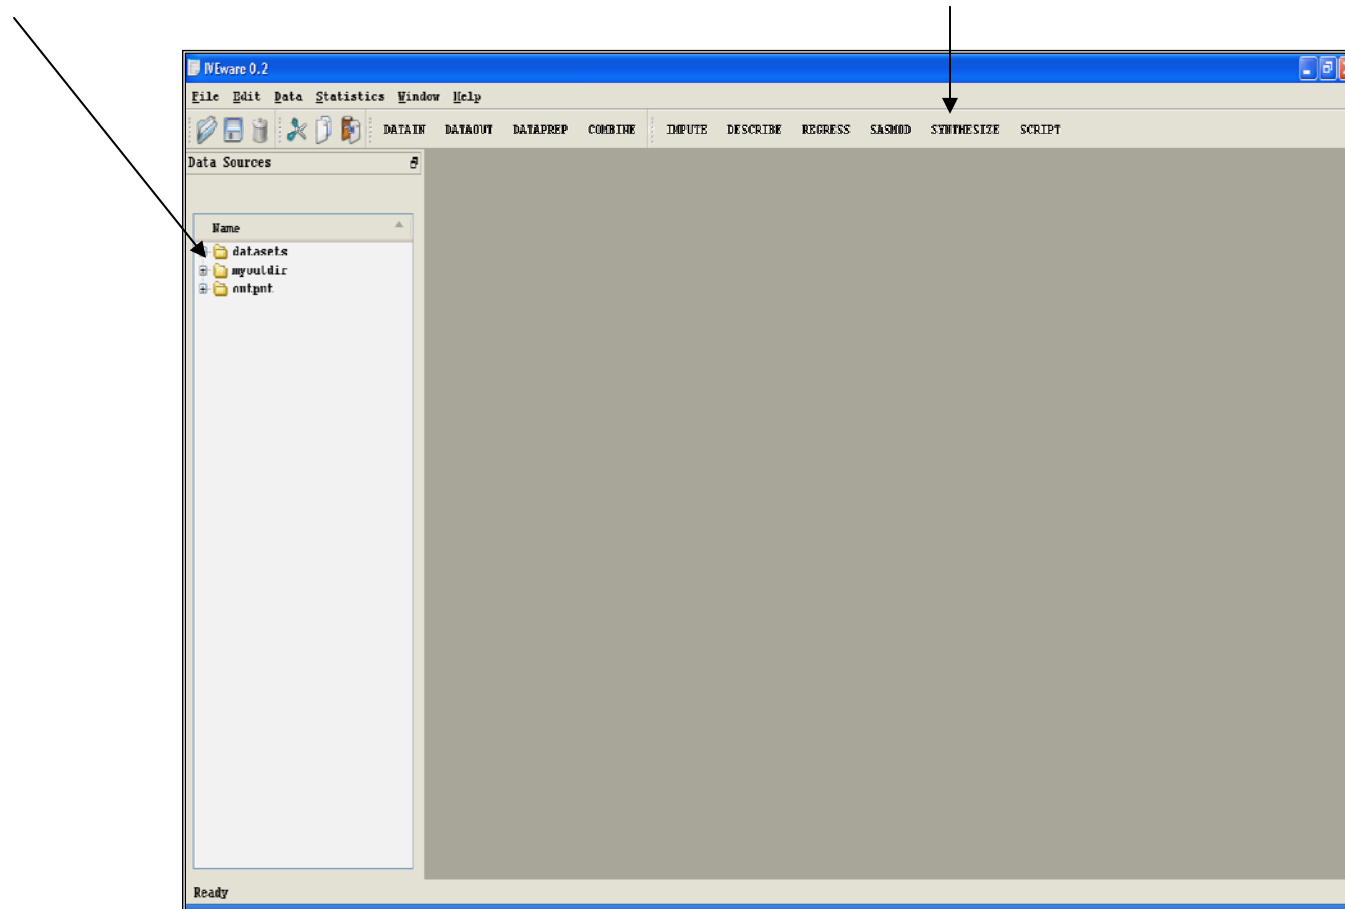 IVEware 0.2
File Edit Data Statistics Window Help
DATAIN DATAOUT DATAPREP COMBINE IMPUTE DESCRIBE REGRESS SASMOD SYNTHESIZE SCRIPT
Data Sources
Name
datasets
myoutdir
output
Ready